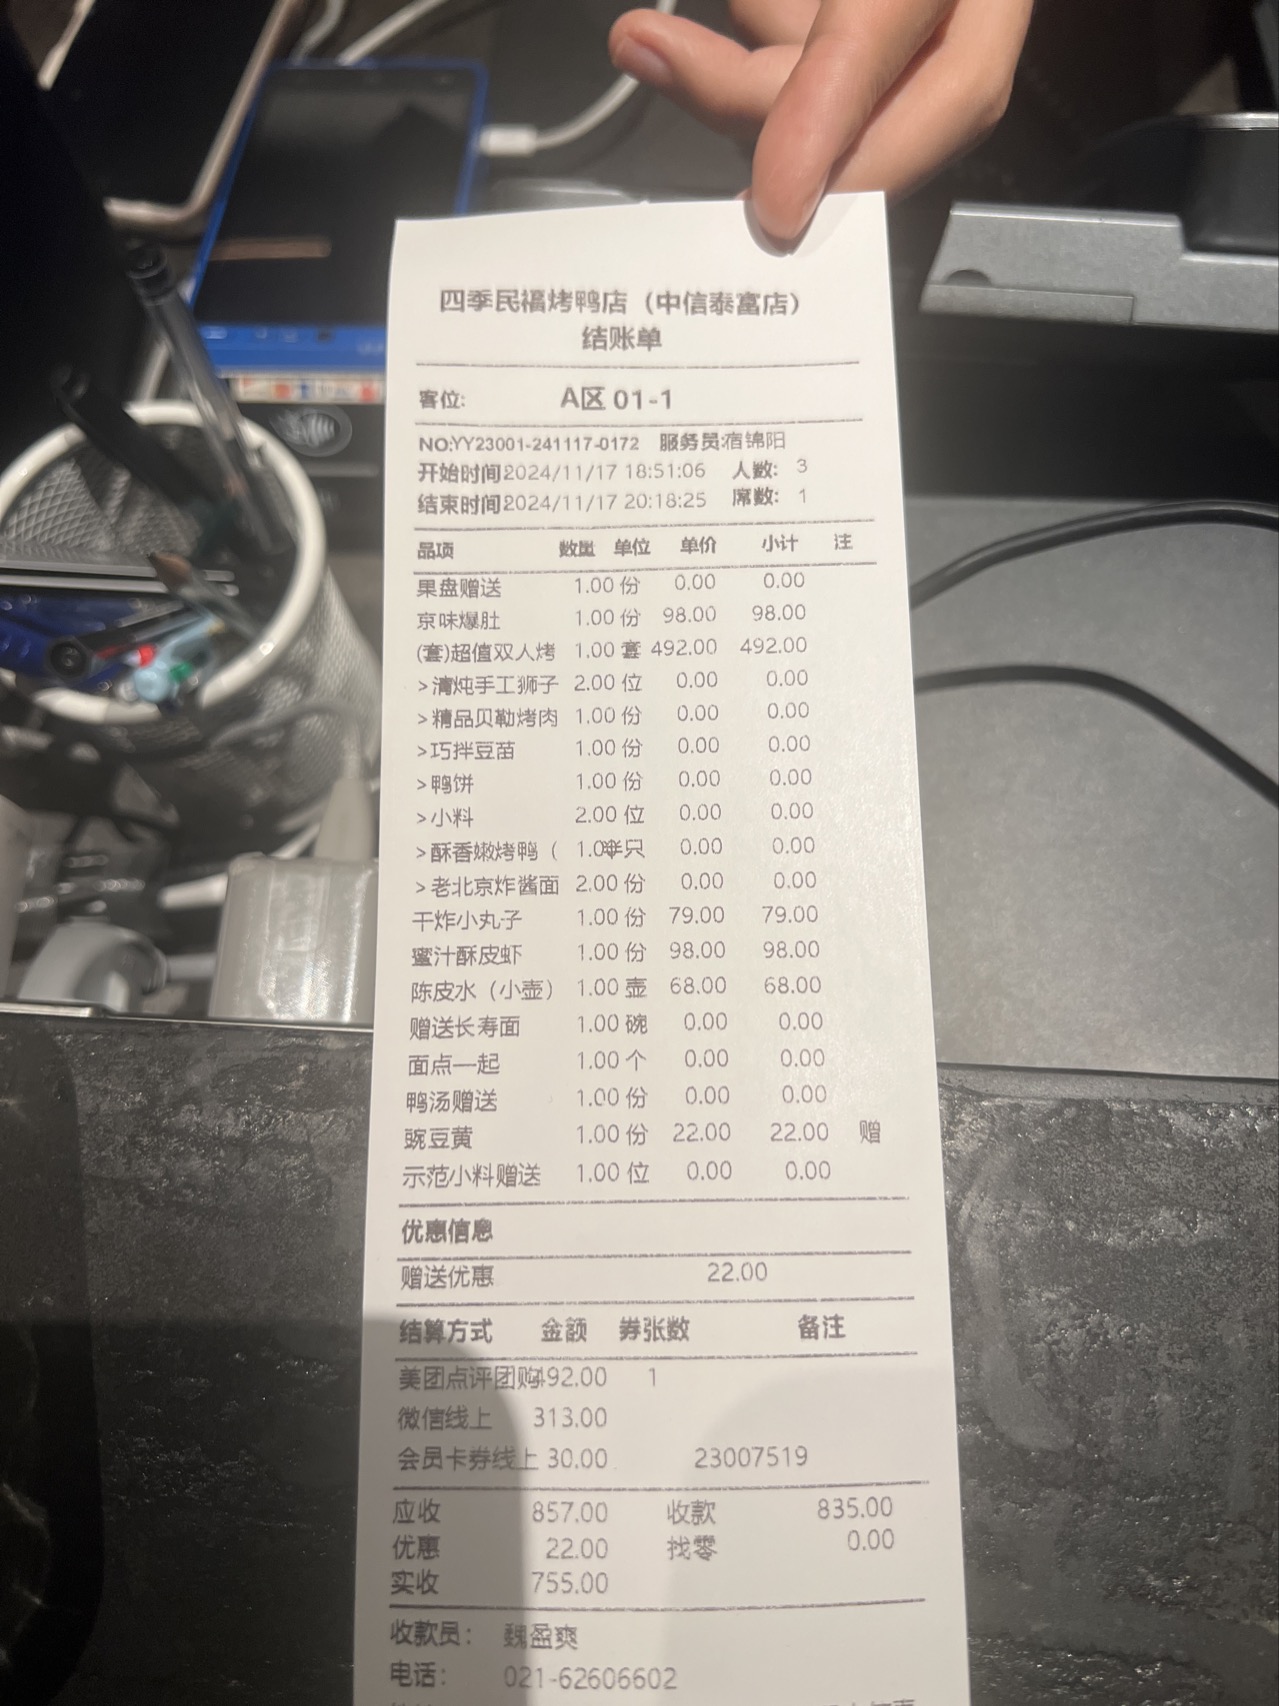 四季民福烤鸭店（中信泰富店）
结账单
客位: A区 01-1
NO:YY23001-241117-0172 服务员:宿锦阳
开始时间2024/11/17 18:51:06 人数: 3
结束时间2024/11/17 20:18:25 席数: 1
品项 数量 单位 单价 小计 注
果盘赠送 1.00 份 0.00 0.00
京味爆肚 1.00 份 98.00 98.00
(套)超值双人烤 1.00 套 492.00 492.00
>清炖手工狮子 2.00 位 0.00 0.00
>精品贝勒烤肉 1.00 份 0.00 0.00
>巧拌豆苗 1.00 份 0.00 0.00
>鸭饼 1.00 份 0.00 0.00
>小料 2.00 位 0.00 0.00
>酥香嫩烤鸭（ 1.0半只 0.00 0.00
>老北京炸酱面 2.00 份 0.00 0.00
干炸小丸子 1.00 份 79.00 79.00
蜜汁酥皮虾 1.00 份 98.00 98.00
陈皮水（小壶） 1.00 壶 68.00 68.00
赠送长寿面 1.00 碗 0.00 0.00
面点一起 1.00 个 0.00 0.00
鸭汤赠送 1.00 份 0.00 0.00
豌豆黄 1.00 份 22.00 22.00 赠
示范小料赠送 1.00 位 0.00 0.00
优惠信息
赠送优惠 22.00
结算方式 金额 券张数 备注
美团点评团购492.00 1
微信线上 313.00
会员卡券线上 30.00 23007519
应收 857.00 收款 835.00
优惠 22.00 找零 0.00
实收 755.00
收款员： 魏盈爽
电话： 021-62606602